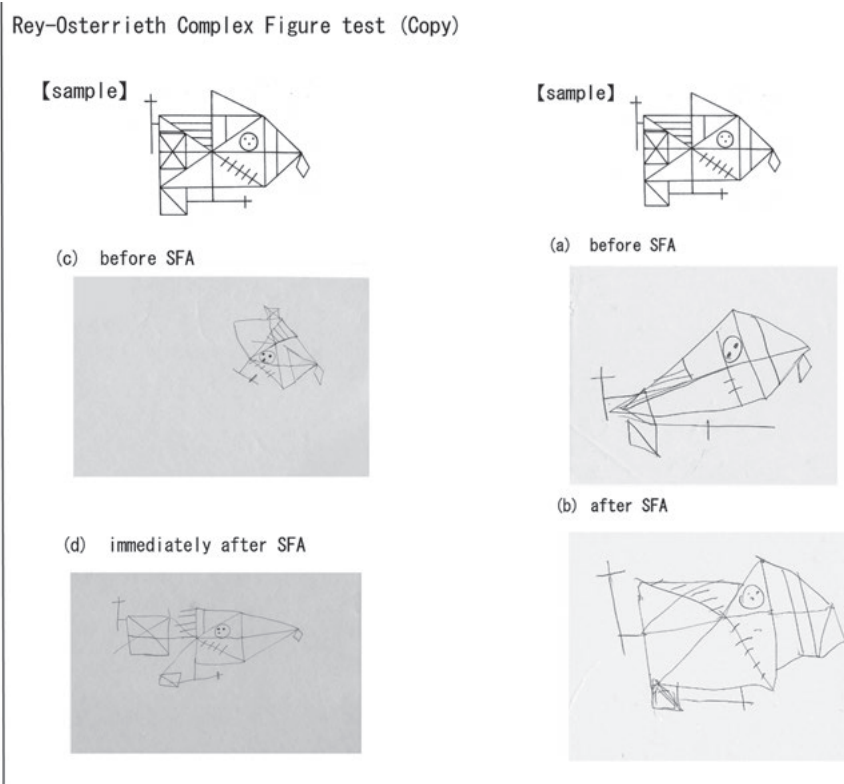 Rey-Osterrieth Complex Figure test (Copy)
【sample】
(c) before SFA
(d) immediately after SFA
【sample】
(a) before SFA
(b) after SFA